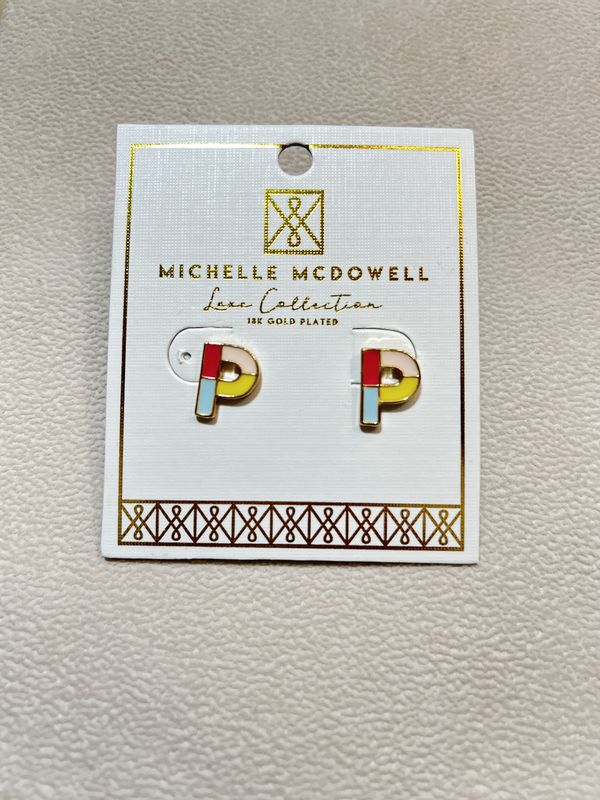 MICHELLE MCDOWELL
Luxe Collection
18K GOLD PLATED
P P